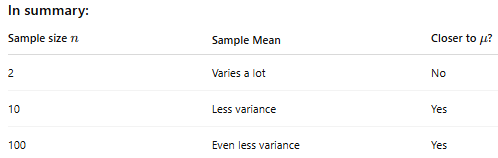 In summary:
Sample size n Sample Mean Closer to μ?
2 Varies a lot No
10 Less variance Yes
100 Even less variance Yes